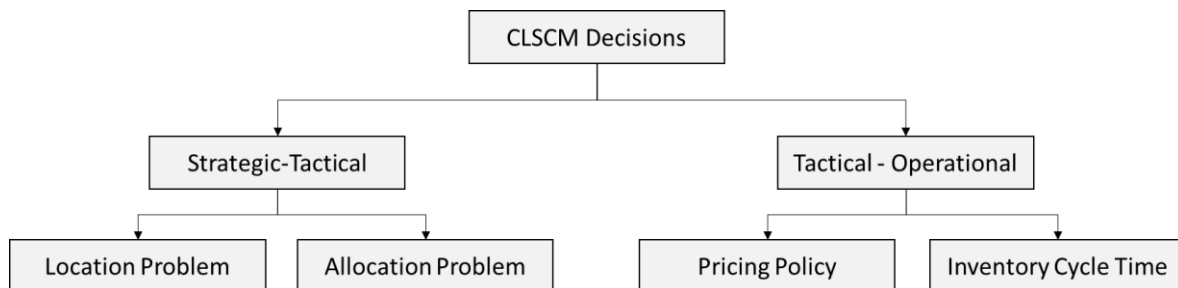 CLSCM Decisions
Strategic-Tactical
Tactical - Operational
Location Problem
Allocation Problem
Pricing Policy
Inventory Cycle Time